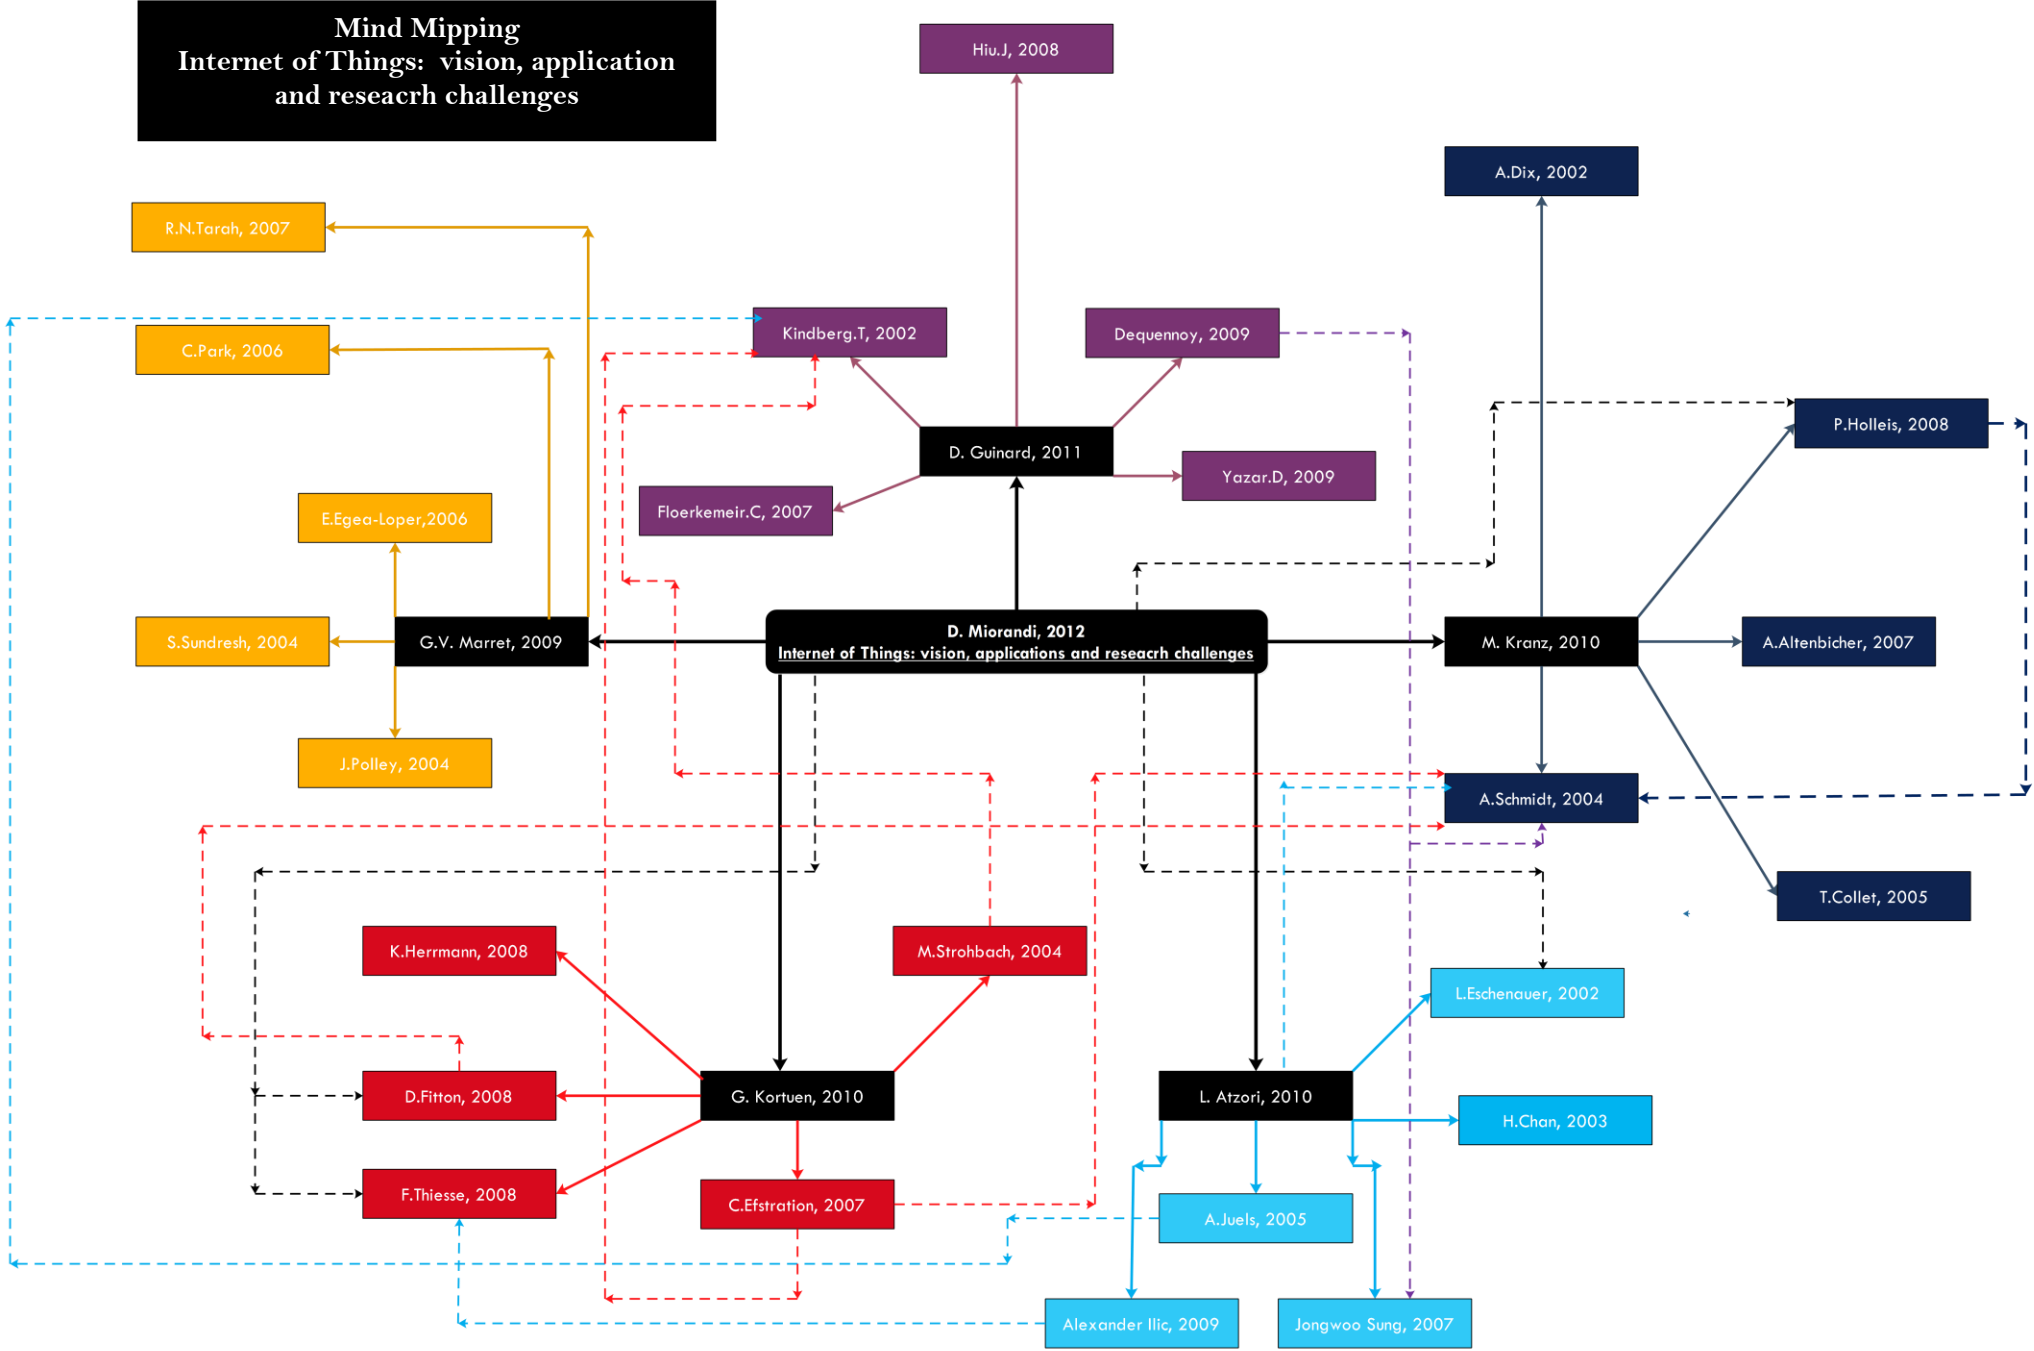 Mind Mipping
Internet of Things:  vision, application
and reseacrh challenges
Hiu.J, 2008
A.Dix, 2002
R.N.Tarah, 2007
C.Park, 2006
Kindberg.T, 2002
Dequennoy, 2009
P.Holleis, 2008
D. Guinard, 2011
Yazar.D, 2009
Floerkemeir.C, 2007
E.Egea-Loper,2006
S.Sundresh, 2004
G.V. Marret, 2009
D. Miorandi, 2012
Internet of Things: vision, applications and reseacrh challenges
M. Kranz, 2010
A.Altenbicher, 2007
J.Polley, 2004
A.Schmidt, 2004
T.Collet, 2005
K.Herrmann, 2008
M.Strohbach, 2004
L.Eschenauer, 2002
D.Fitton, 2008
G. Kortuen, 2010
L. Atzori, 2010
H.Chan, 2003
F.Thiesse, 2008
C.Efstration, 2007
A.Juels, 2005
Alexander Ilic, 2009
Jongwoo Sung, 2007